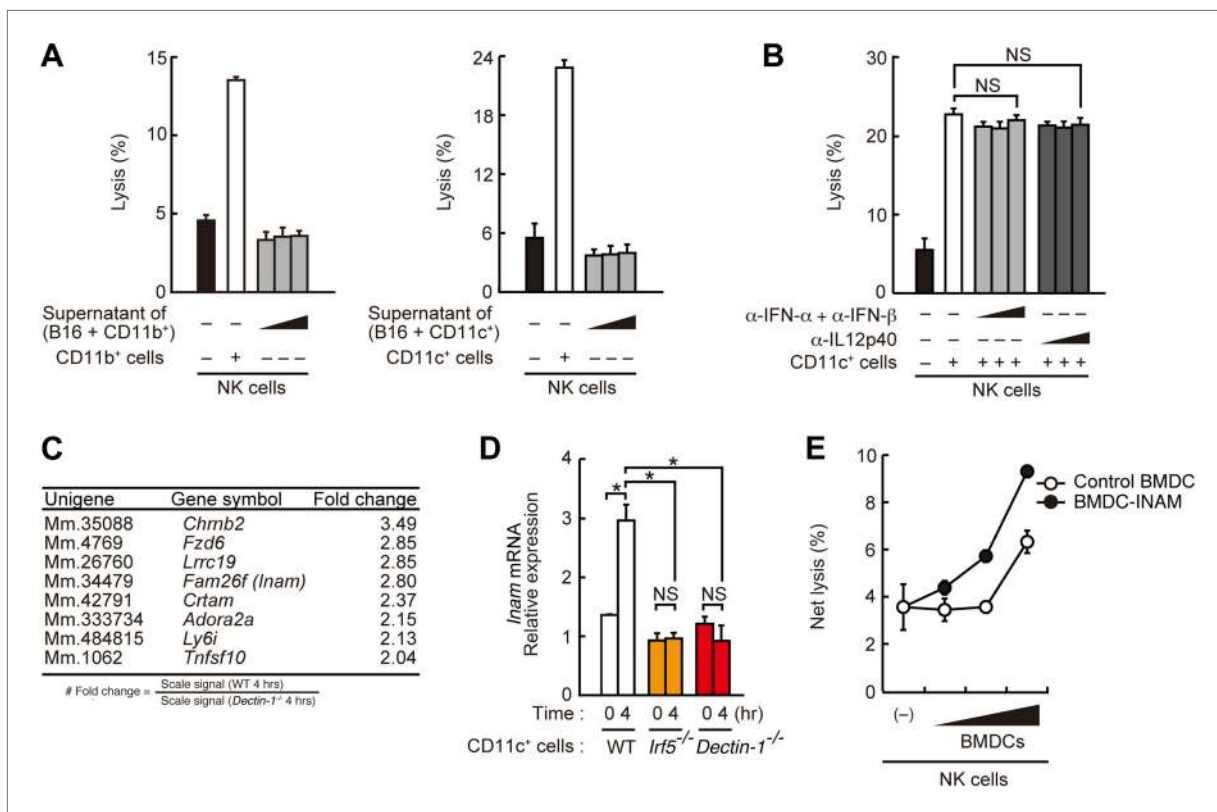 A
15
10
5
0
Lysis (%)
Supernatant of
(B16 + CD11b⁺)
CD11b⁺ cells
– –
– + – – –
NK cells
24
18
12
6
0
Lysis (%)
Supernatant of
(B16 + CD11c⁺)
CD11c⁺ cells
– –
– + – – –
NK cells
B
NS
NS
30
20
10
0
Lysis (%)
α-IFN-α + α-IFN-β – – – – –
α-IL12p40 – – – – –
CD11c⁺ cells – + + + + + + +
NK cells
C
Unigene Gene symbol Fold change
Mm.35088 Chrnb2 3.49
Mm.4769 Fzd6 2.85
Mm.26760 Lrrc19 2.85
Mm.34479 Fam26f (Inam) 2.80
Mm.42791 Crtam 2.37
Mm.333734 Adora2a 2.15
Mm.484815 Ly6i 2.13
Mm.1062 Tnfsf10 2.04
# Fold change = Scale signal (WT 4 hrs)
Scale signal (Dectin-1⁻/⁻ 4 hrs)
D
4
3
2
1
0
Inam mRNA
Relative expression
*
*
*
NS
NS
Time : 0 4 0 4 0 4 (hr)
CD11c⁺ cells : WT Irf5⁻/⁻ Dectin-1⁻/⁻
E
10
8
6
4
2
0
Net lysis (%)
Control BMDC
BMDC-INAM
(–)
BMDCs
NK cells